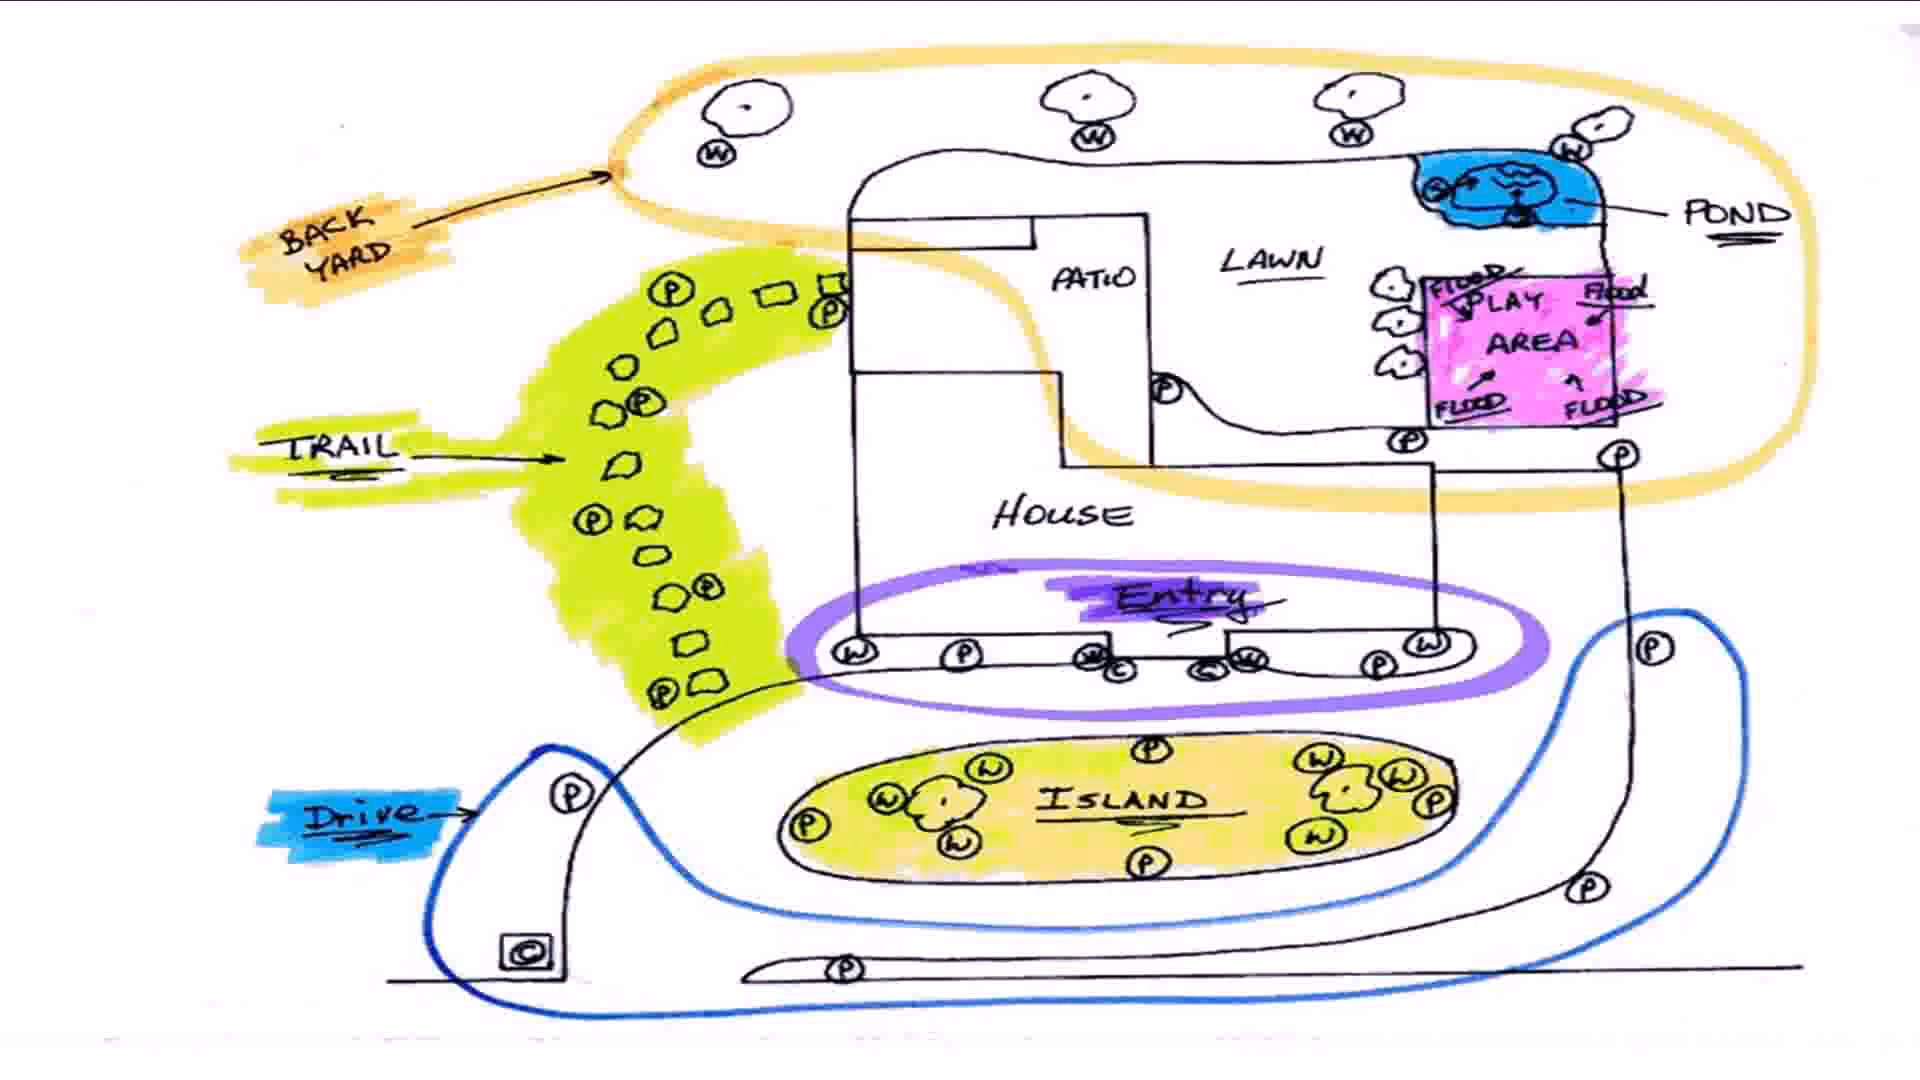 W
W
W
W
BACK
YARD
POND
S
LAWN
PATIO
P
P
FLOOD
Flood
PLAY
AREA
FLOOD
FLOOD
P
P
P
P
TRAIL
P
HOUSE
P
Entry
W
P
W
C
C
W
P
W
P
P
Drive
P
P
W
W
W
W
ISLAND
P
P
W
W
P
P
C
P